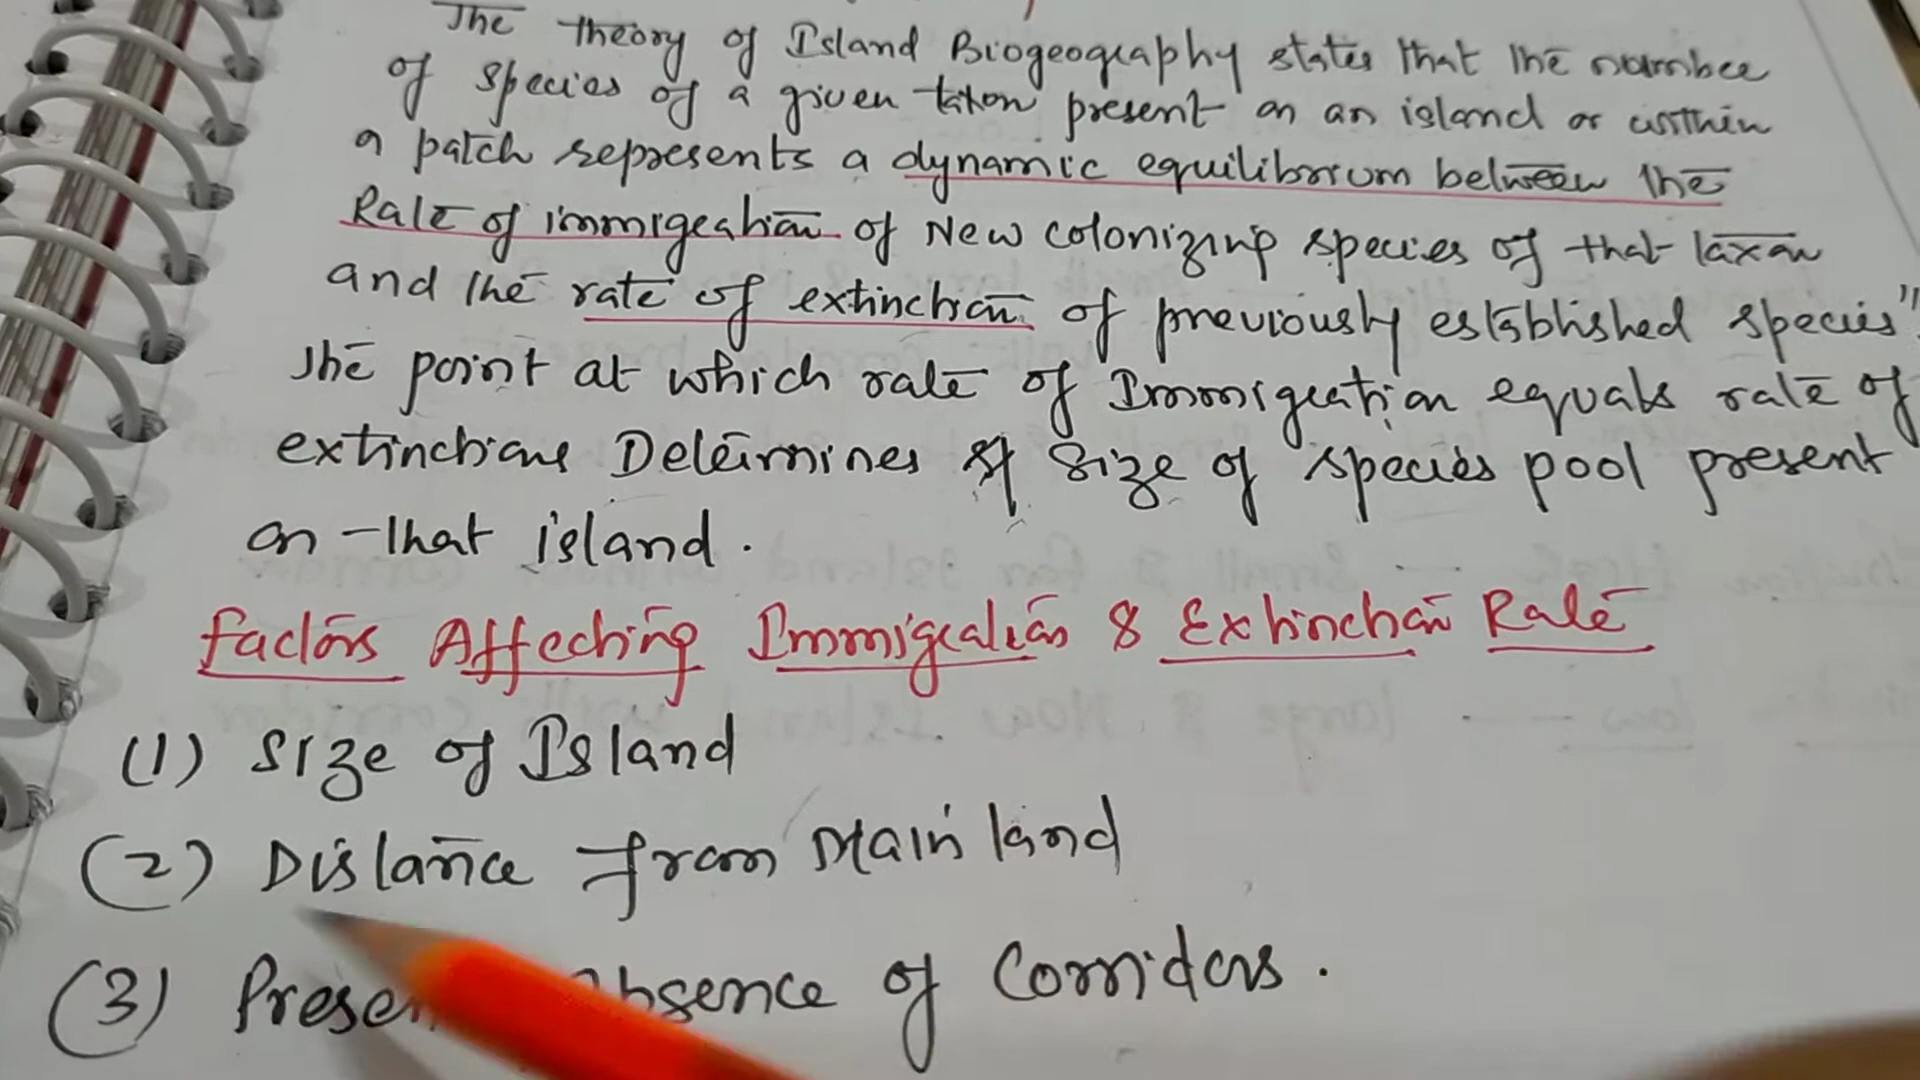 The theory of Island Biogeography states that the number
of species of a given taxon present on an island or within
a patch represents a dynamic equilibrium between the
Rate of immigration of New colonizing species of that taxon
and the rate of extinction of previously established species"
The point at which rate of Immigration equals rate of
extinctions Determines Size of species pool present
on that island.
Factors Affecting Immigration & Extinction Rate
(1) Size of Island
(2) Distance from Main land
(3) Absence of Corridors.